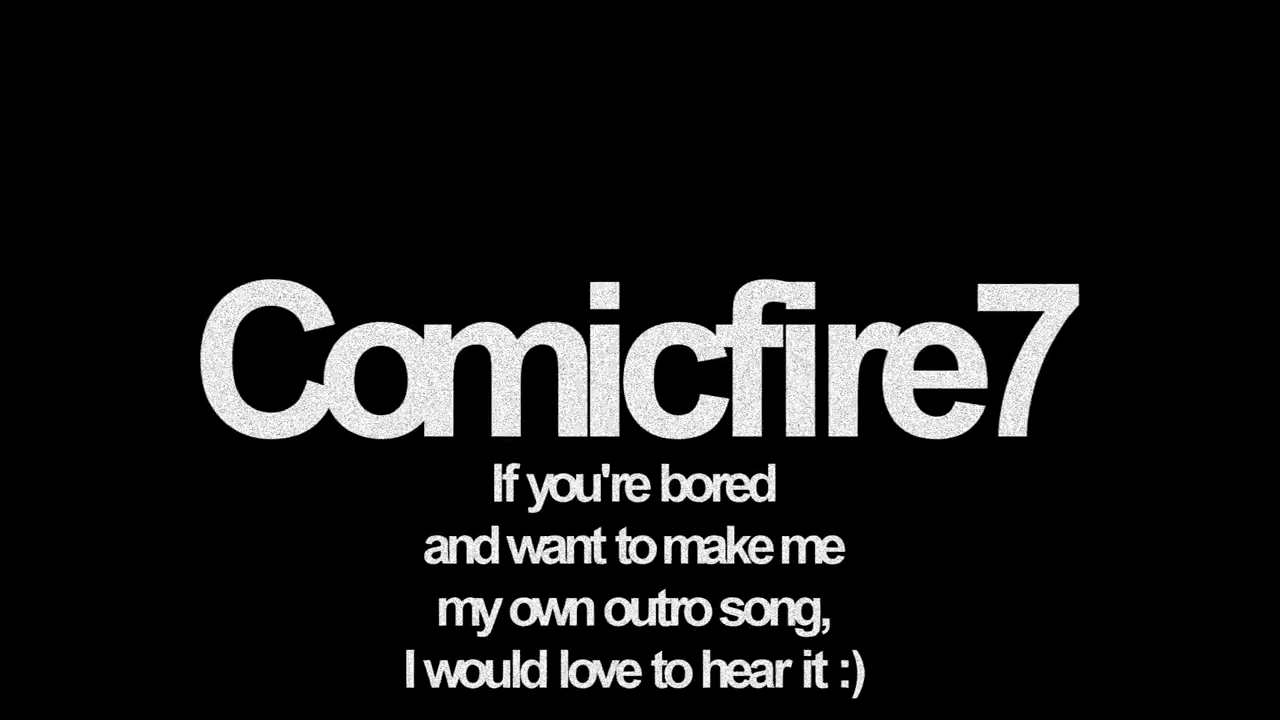 Comicfire7
If you're bored
and want to make me
my own outro song,
I would love to hear it :)